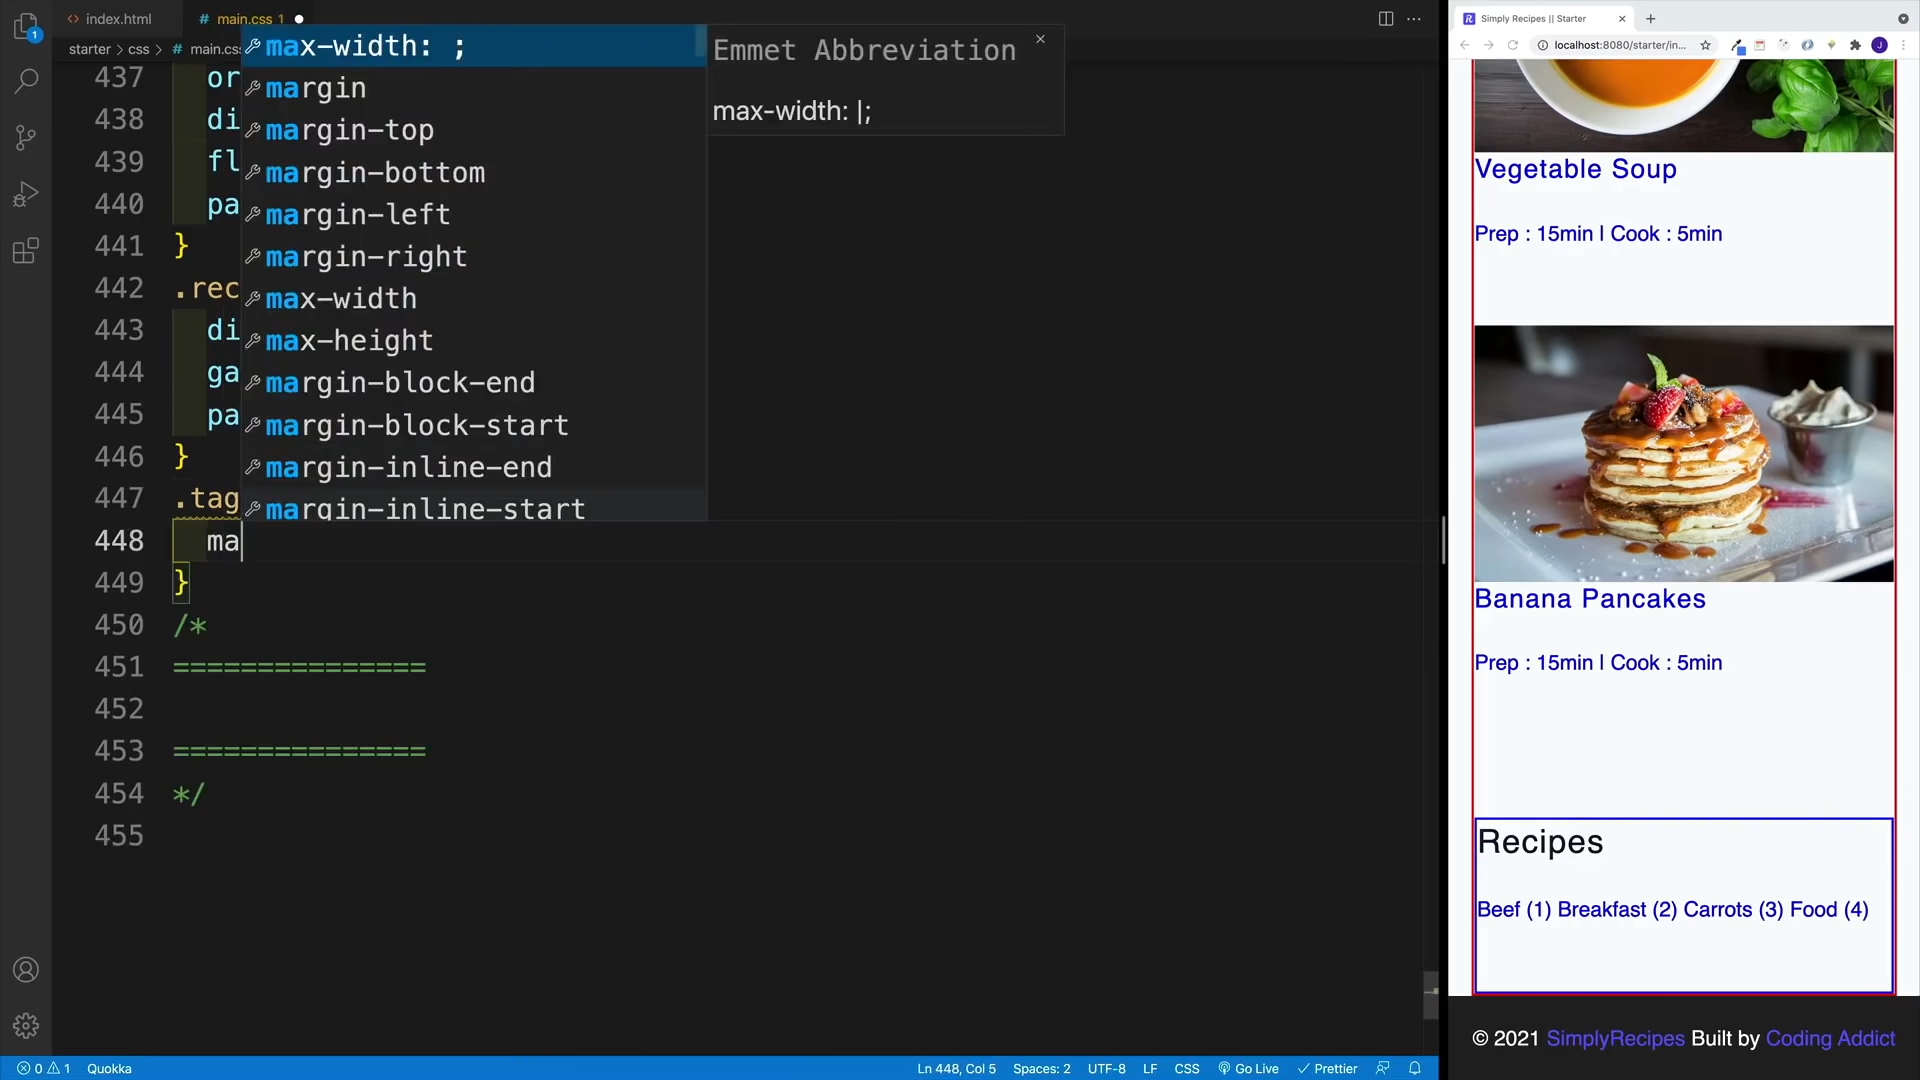 index.html
# main.css 1
starter > css > # main.css
437 or
438 di
439 fl
440 pa
441 }
442 .rec
443 di
444 ga
445 pa
446 }
447 .tag
448 ma
449 }
450 /*
451 ===============
452
453 ===============
454 */
455
max-width: ;
margin
margin-top
margin-bottom
margin-left
margin-right
max-width
max-height
margin-block-end
margin-block-start
margin-inline-end
margin-inline-start
Emmet Abbreviation
max-width: |;
1
0 1 Quokka
Ln 448, Col 5 Spaces: 2 UTF-8 LF CSS Go Live Prettier
Simply Recipes || Starter
localhost:8080/starter/in...
J
Vegetable Soup
Prep : 15min | Cook : 5min
Banana Pancakes
Prep : 15min | Cook : 5min
Recipes
Beef (1) Breakfast (2) Carrots (3) Food (4)
© 2021 SimplyRecipes Built by Coding Addict